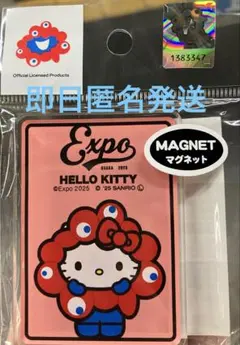 Official Licensed Products
1383347
即日匿名発送
Expo
OSAKA 2025
HELLO KITTY
©Expo 2025 © '25 SANRIO Ⓛ
MAGNET
マグネット